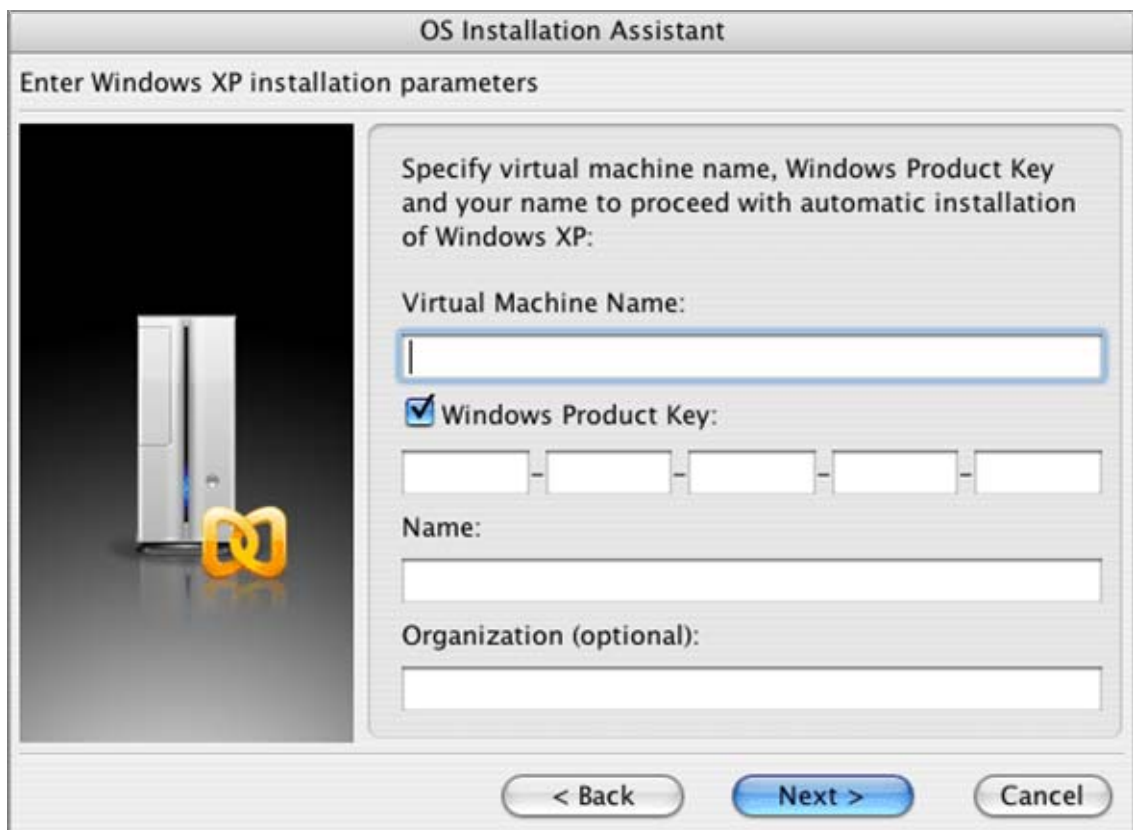 OS Installation Assistant
Enter Windows XP installation parameters
Specify virtual machine name, Windows Product Key
and your name to proceed with automatic installation
of Windows XP:
Virtual Machine Name:
Windows Product Key:
- - - -
Name:
Organization (optional):
< Back Next > Cancel